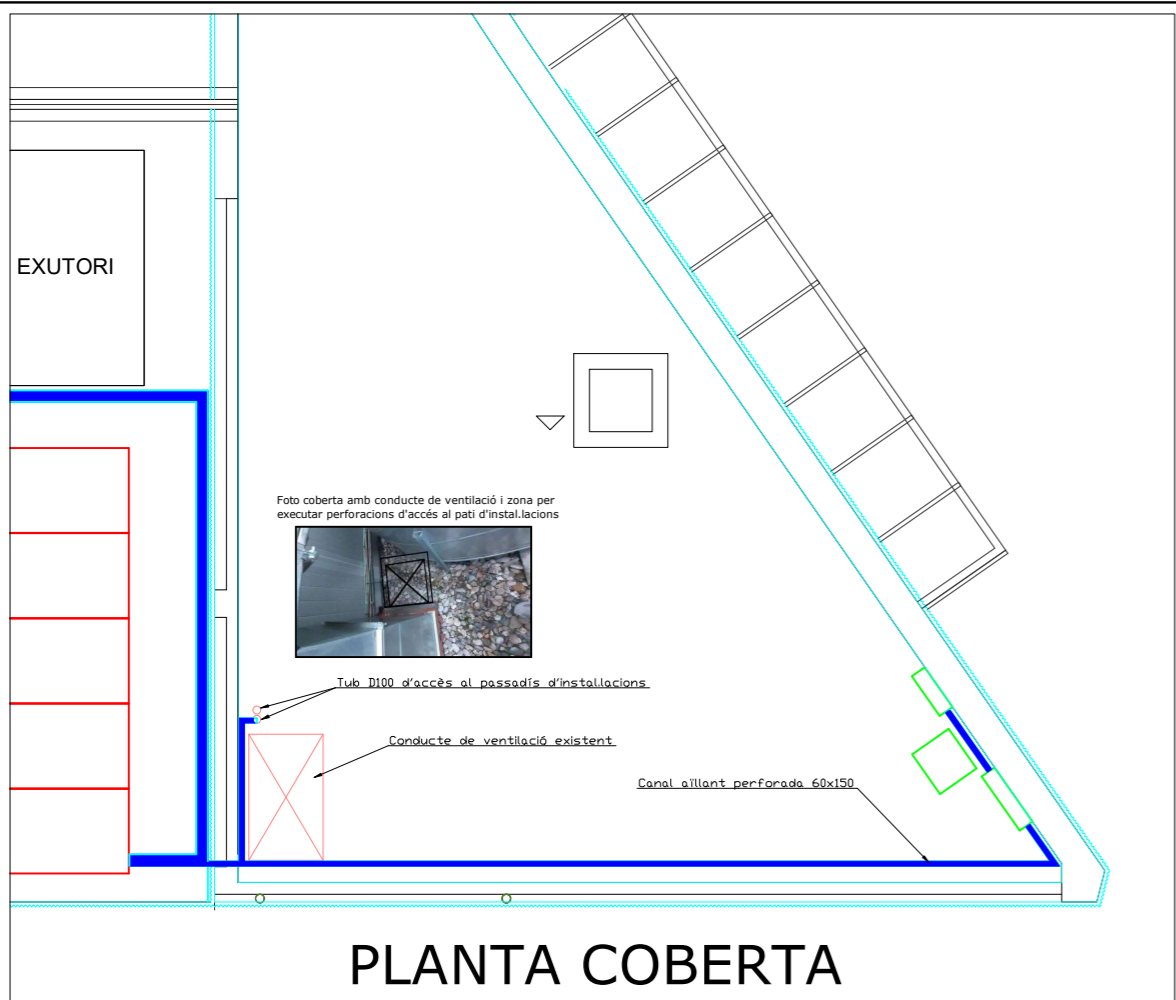 EXUTORI
Foto coberta amb conducte de ventilació i zona per
executar perforacions d'accés al pati d'instal.lacions
Tub D100 d'accès al passadís d'instal.lacions
Conducte de ventilació existent
Canal aïllant perforada 60x150
PLANTA COBERTA